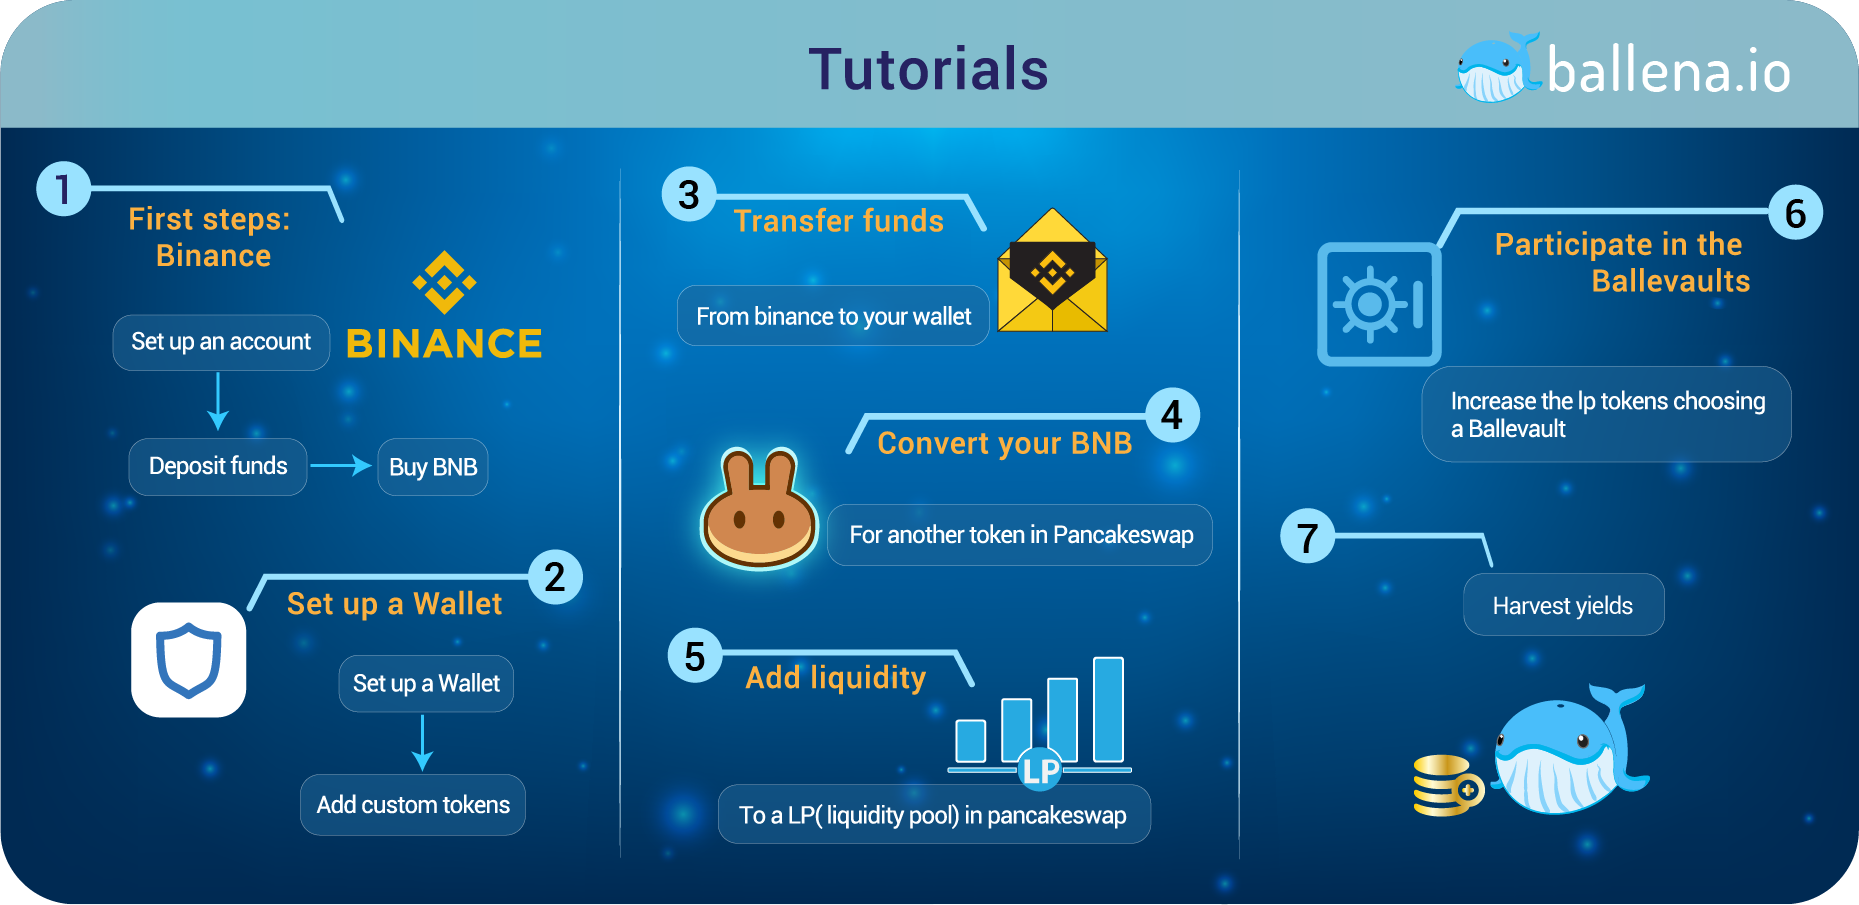 Tutorials
ballena.io
1
First steps:
Binance
BINANCE
Set up an account
Deposit funds
Buy BNB
2
Set up a Wallet
Set up a Wallet
Add custom tokens
3
Transfer funds
From binance to your wallet
4
Convert your BNB
For another token in Pancakeswap
5
Add liquidity
LP
To a LP( liquidity pool) in pancakeswap
6
Participate in the
Ballevaults
Increase the lp tokens choosing
a Ballevault
7
Harvest yields